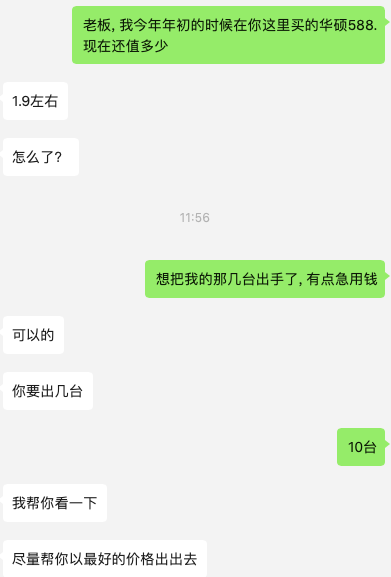 老板, 我今年年初的时候在你这里买的华硕588.
现在还值多少
1.9左右
怎么了?
11:56
想把我的那几台出手了, 有点急用钱
可以的
你要出几台
10台
我帮你看一下
尽量帮你以最好的价格出出去